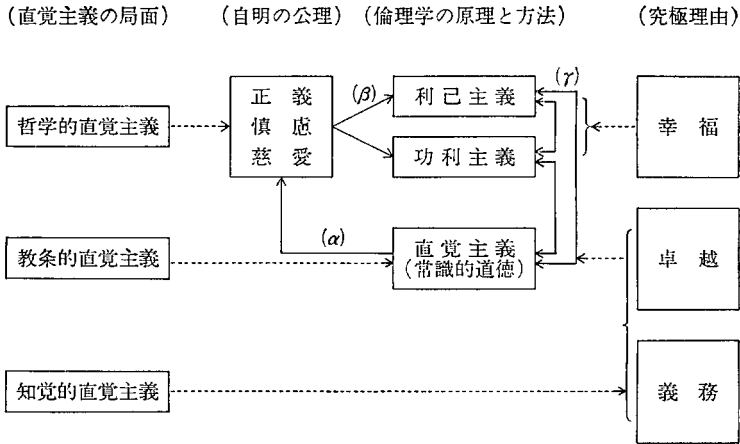 (直覚主義の局面) (自明の公理) (倫理学の原理と方法) (究極理由)
哲学的直覚主義
正義
慎慮
慈愛
(β)
利己主義
功利主義
(γ)
幸福
教条的直覚主義
(α)
直覚主義
(常識的道徳)
卓越
知覚的直覚主義
義務